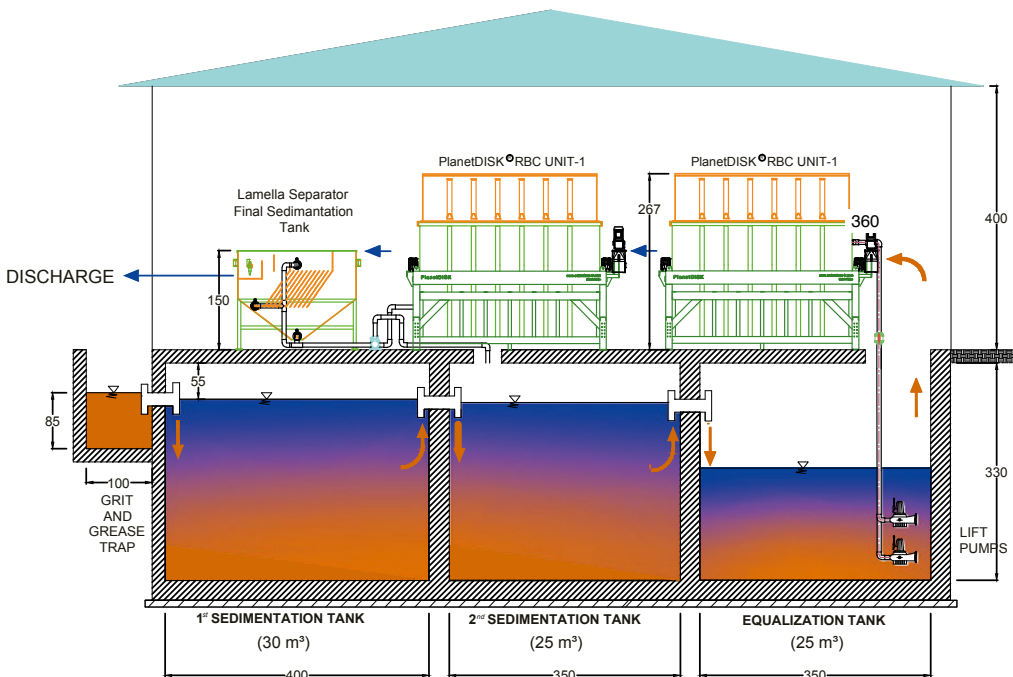 PlanetDISK ® RBC UNIT-1
PlanetDISK ® RBC UNIT-1
Lamella Separator
Final Sedimantation
Tank
267
360
400
DISCHARGE
150
PlanetDISK
PlanetDISK
55
85
100
GRIT
AND
GREASE
TRAP
330
LIFT
PUMPS
1st SEDIMENTATION TANK
(30 m³)
2nd SEDIMENTATION TANK
(25 m³)
EQUALIZATION TANK
(25 m³)
400
350
350